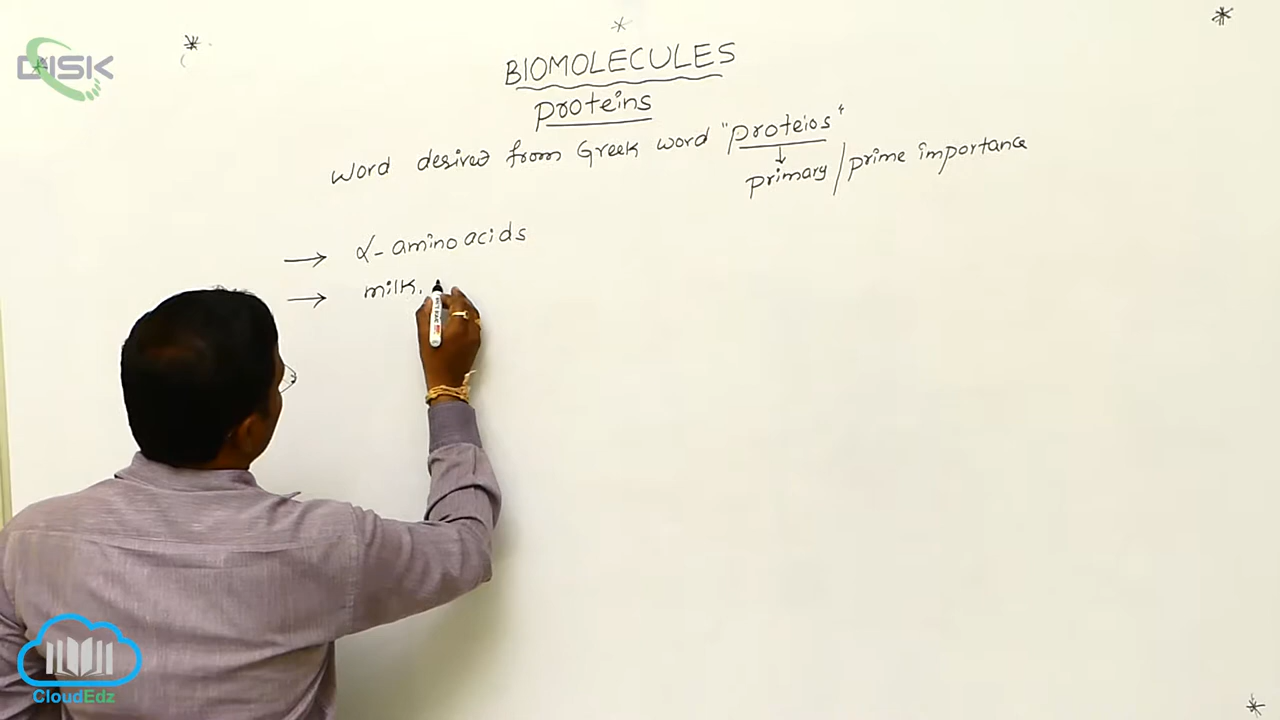 DISK
BIOMOLECULES
Proteins
Word desired from Greek word "proteios"
primary / prime importance
→ α-amino acids
→ milk,
CloudEdz